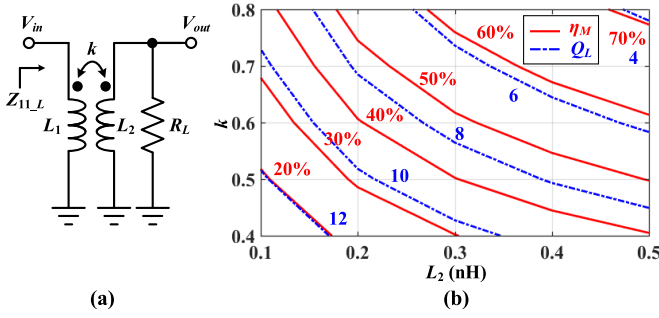 V_in
k
V_out
Z_11_L
L_1
L_2
R_L
(a)
0.8
0.7
0.6
0.5
0.4
k
0.1
0.2
0.3
0.4
0.5
L_2 (nH)
60%
η_M
Q_L
70%
4
50%
6
40%
30%
8
20%
10
12
(b)